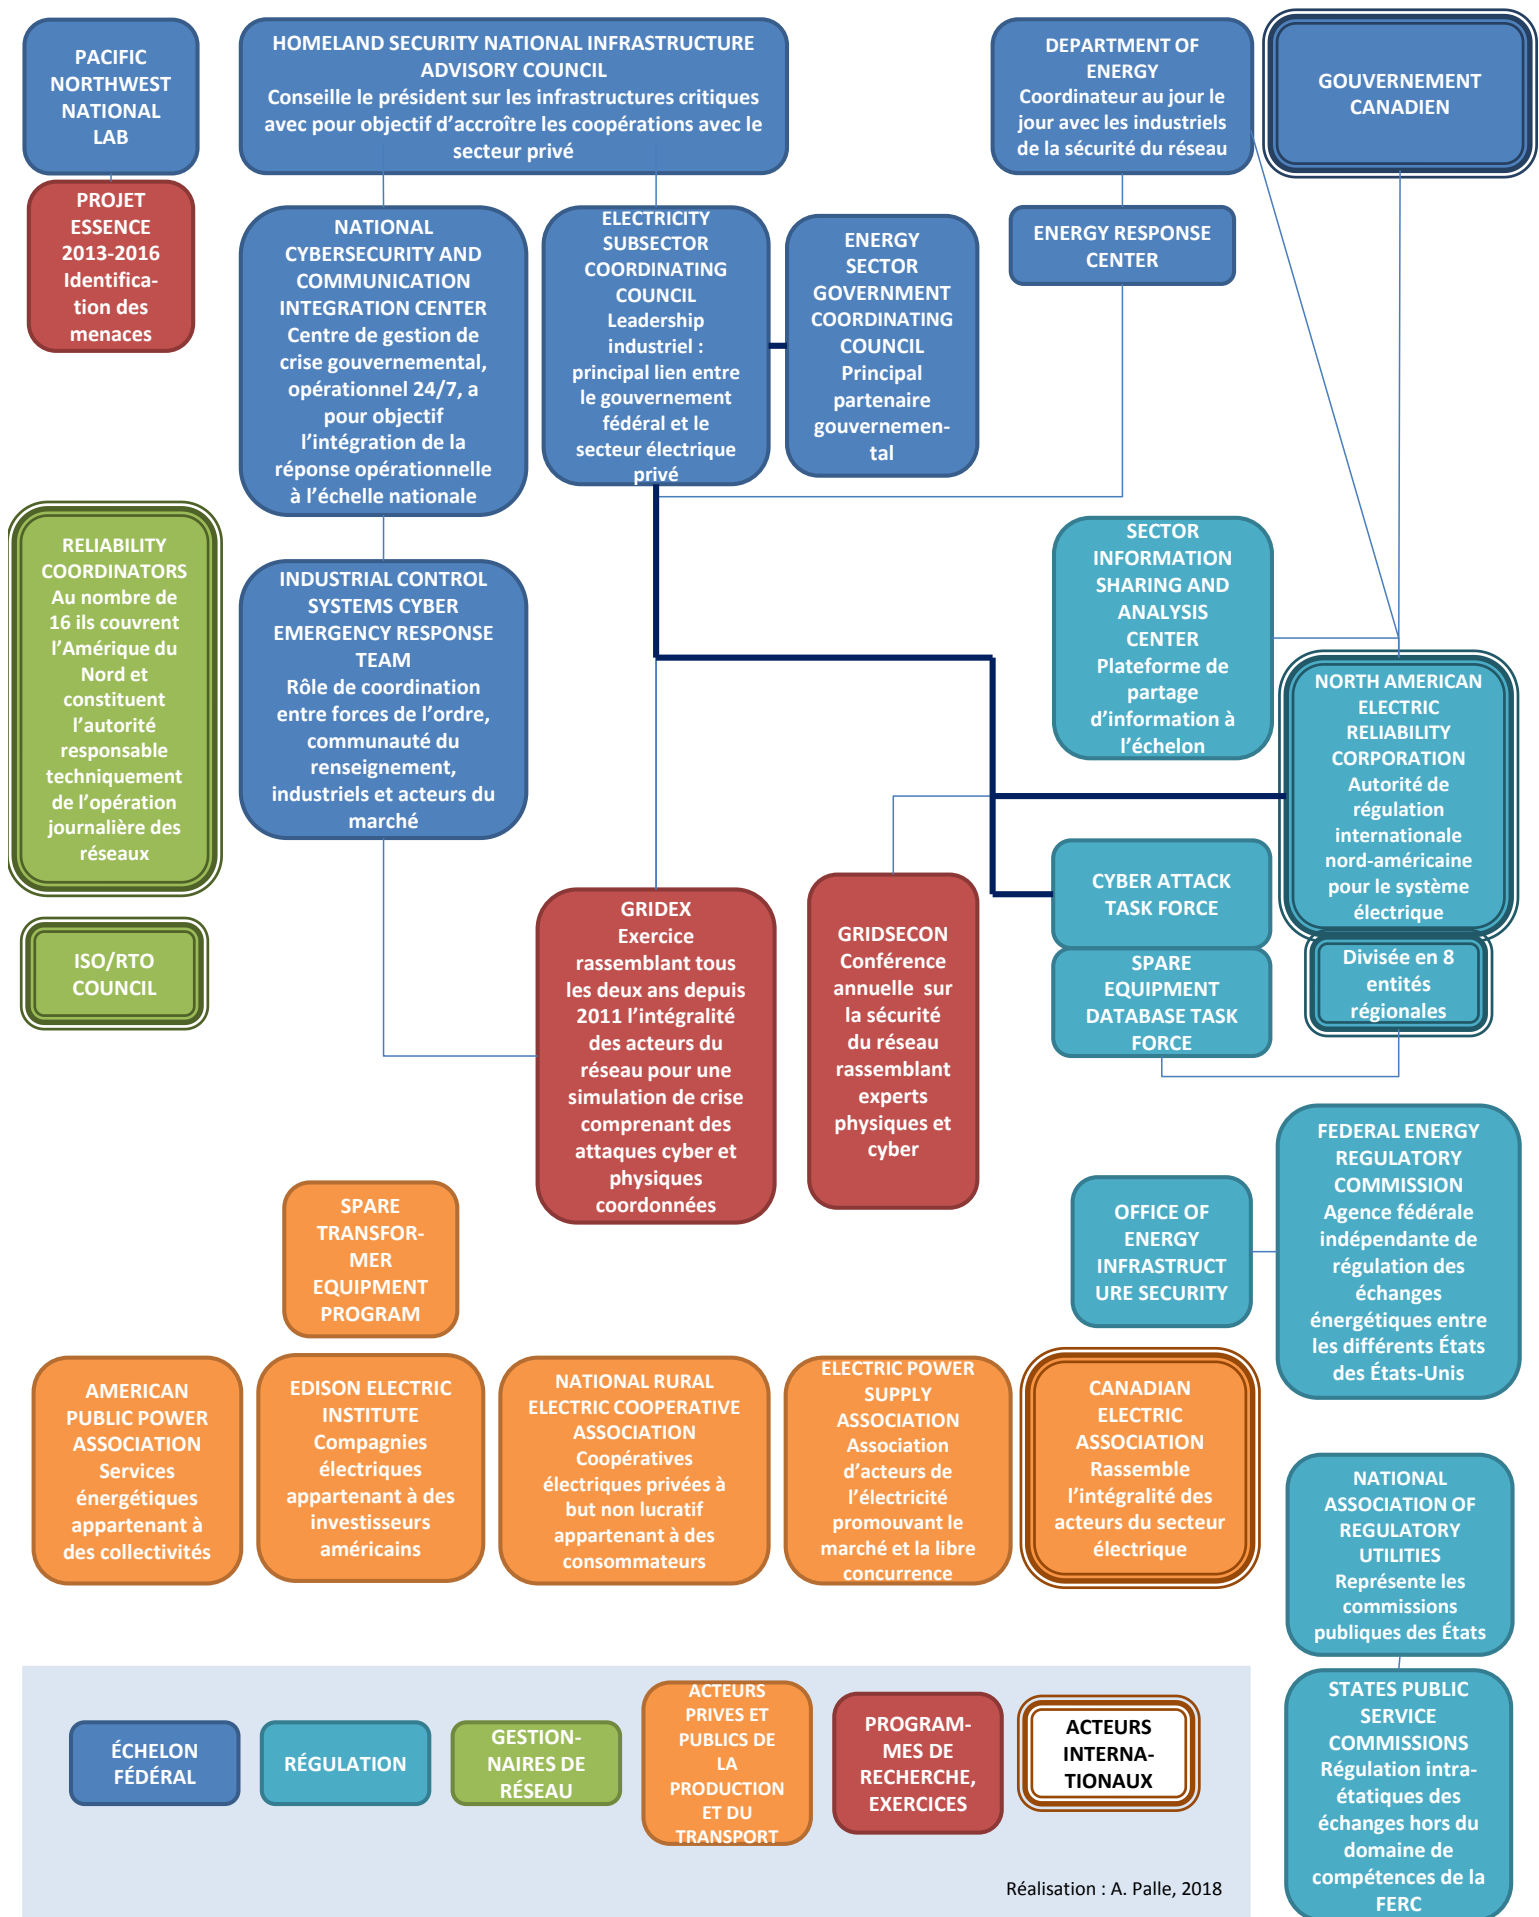 PACIFIC
NORTHWEST
NATIONAL
LAB
HOMELAND SECURITY NATIONAL INFRASTRUCTURE
ADVISORY COUNCIL
Conseille le président sur les infrastructures critiques
avec pour objectif d’accroître les coopérations avec le
secteur privé
DEPARTMENT OF
ENERGY
Coordinateur au jour le
jour avec les industriels
de la sécurité du réseau
GOUVERNEMENT
CANADIEN
PROJET
ESSENCE
2013-2016
Identifica-
tion des
menaces
NATIONAL
CYBERSECURITY AND
COMMUNICATION
INTEGRATION CENTER
Centre de gestion de
crise gouvernemental,
opérationnel 24/7, a
pour objectif
l’intégration de la
réponse opérationnelle
à l’échelle nationale
ELECTRICITY
SUBSECTOR
COORDINATING
COUNCIL
Leadership
industriel :
principal lien entre
le gouvernement
fédéral et le
secteur électrique
privé
ENERGY
SECTOR
GOVERNMENT
COORDINATING
COUNCIL
Principal
partenaire
gouvernemen-
tal
ENERGY RESPONSE
CENTER
RELIABILITY
COORDINATORS
Au nombre de
16 ils couvrent
l’Amérique du
Nord et
constituent
l’autorité
responsable
techniquement
de l’opération
journalière des
réseaux
INDUSTRIAL CONTROL
SYSTEMS CYBER
EMERGENCY RESPONSE
TEAM
Rôle de coordination
entre forces de l’ordre,
communauté du
renseignement,
industriels et acteurs du
marché
SECTOR
INFORMATION
SHARING AND
ANALYSIS
CENTER
Plateforme de
partage
d’information à
l’échelon
NORTH AMERICAN
ELECTRIC
RELIABILITY
CORPORATION
Autorité de
régulation
internationale
nord-américaine
pour le système
électrique
ISO/RTO
COUNCIL
GRIDEX
Exercice
rassemblant tous
les deux ans depuis
2011 l’intégralité
des acteurs du
réseau pour une
simulation de crise
comprenant des
attaques cyber et
physiques
coordonnées
GRIDSECON
Conférence
annuelle sur
la sécurité
du réseau
rassemblant
experts
physiques et
cyber
CYBER ATTACK
TASK FORCE
SPARE
EQUIPMENT
DATABASE TASK
FORCE
Divisée en 8
entités
régionales
SPARE
TRANSFOR-
MER
EQUIPMENT
PROGRAM
OFFICE OF
ENERGY
INFRASTRUCT
URE SECURITY
FEDERAL ENERGY
REGULATORY
COMMISSION
Agence fédérale
indépendante de
régulation des
échanges
énergétiques entre
les différents États
des États-Unis
AMERICAN
PUBLIC POWER
ASSOCIATION
Services
énergétiques
appartenant à
des collectivités
EDISON ELECTRIC
INSTITUTE
Compagnies
électriques
appartenant à des
investisseurs
américains
NATIONAL RURAL
ELECTRIC COOPERATIVE
ASSOCIATION
Coopératives
électriques privées à
but non lucratif
appartenant à des
consommateurs
ELECTRIC POWER
SUPPLY
ASSOCIATION
Association
d’acteurs de
l’électricité
promouvant le
marché et la libre
concurrence
CANADIAN
ELECTRIC
ASSOCIATION
Rassemble
l’intégralité des
acteurs du secteur
électrique
NATIONAL
ASSOCIATION OF
REGULATORY
UTILITIES
Représente les
commissions
publiques des États
STATES PUBLIC
SERVICE
COMMISSIONS
Régulation intra-
étatiques des
échanges hors du
domaine de
compétences de la
FERC
ÉCHELON
FÉDÉRAL
RÉGULATION
GESTION-
NAIRES DE
RÉSEAU
ACTEURS
PRIVES ET
PUBLICS DE
LA
PRODUCTION
ET DU
TRANSPORT
PROGRAM-
MES DE
RECHERCHE,
EXERCICES
ACTEURS
INTERNA-
TIONAUX
Réalisation : A. Palle, 2018